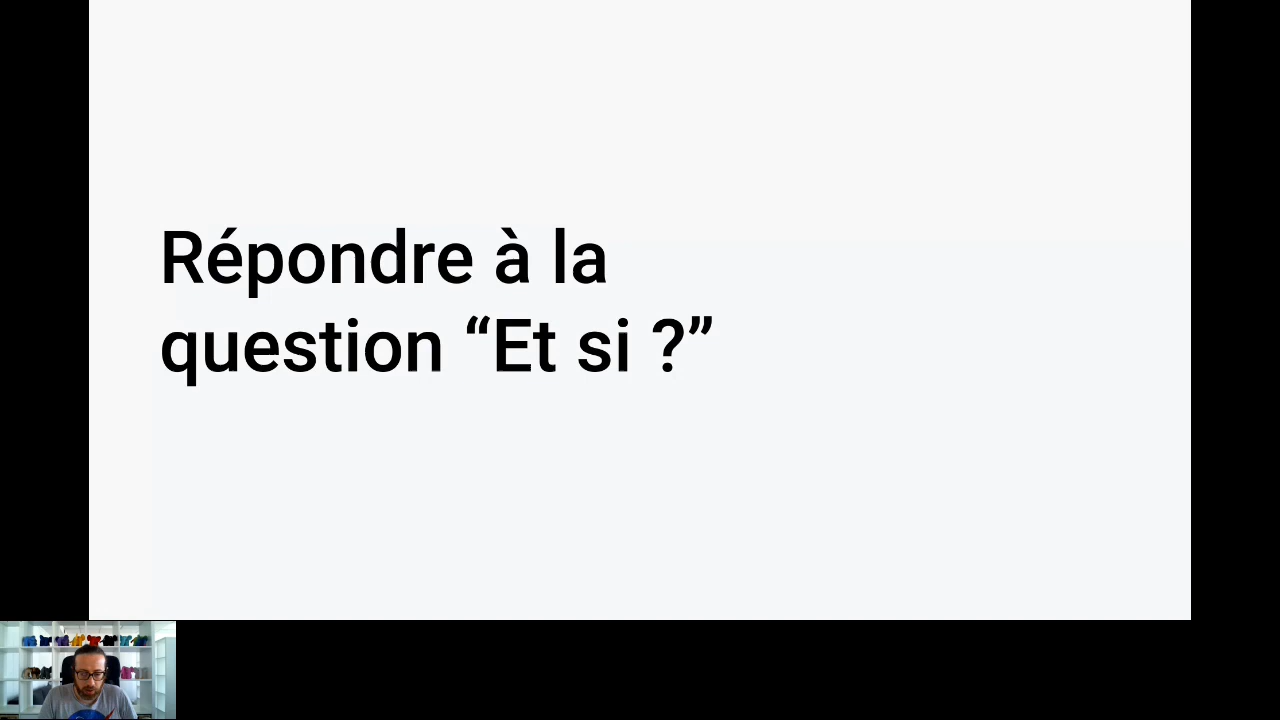 Répondre à la
question “Et si ?”